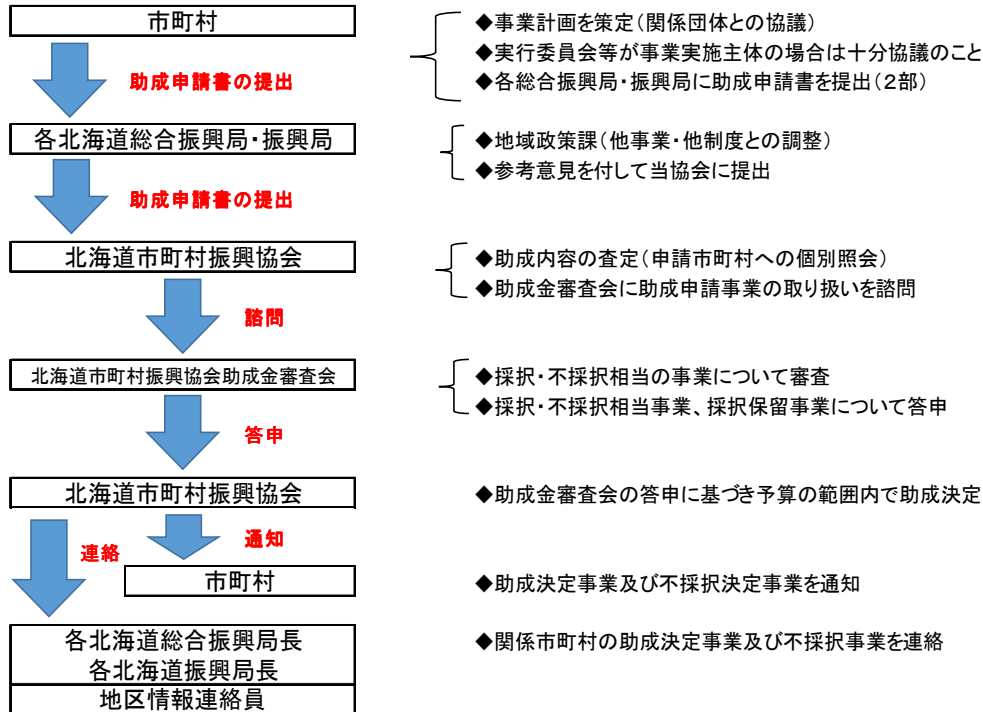 市町村
◆事業計画を策定(関係団体との協議)
◆実行委員会等が事業実施主体の場合は十分協議のこと
助成申請書の提出
◆各総合振興局・振興局に助成申請書を提出(2部)
各北海道総合振興局・振興局
◆地域政策課(他事業・他制度との調整)
◆参考意見を付して当協会に提出
助成申請書の提出
北海道市町村振興協会
◆助成内容の査定(申請市町村への個別照会)
◆助成金審査会に助成申請事業の取り扱いを諮問
諮問
北海道市町村振興協会助成金審査会
◆採択・不採択相当の事業について審査
◆採択・不採択相当事業、採択保留事業について答申
答申
北海道市町村振興協会
◆助成金審査会の答申に基づき予算の範囲内で助成決定
通知
連絡
市町村
◆助成決定事業及び不採択決定事業を通知
各北海道総合振興局長
◆関係市町村の助成決定事業及び不採択事業を連絡
各北海道振興局長
地区情報連絡員